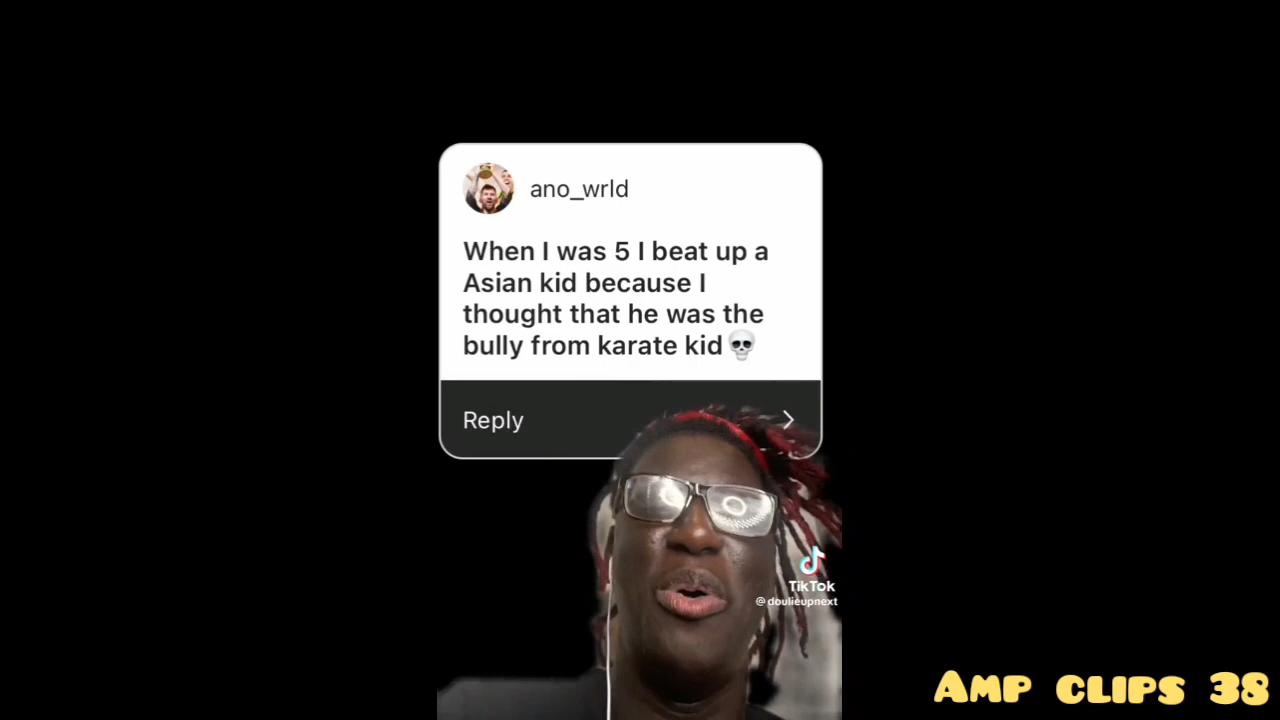 ano_wrld
When I was 5 I beat up a
Asian kid because I
thought that he was the
bully from karate kid💀
Reply
TikTok
@doulieupnext
AMP CLIPS 38